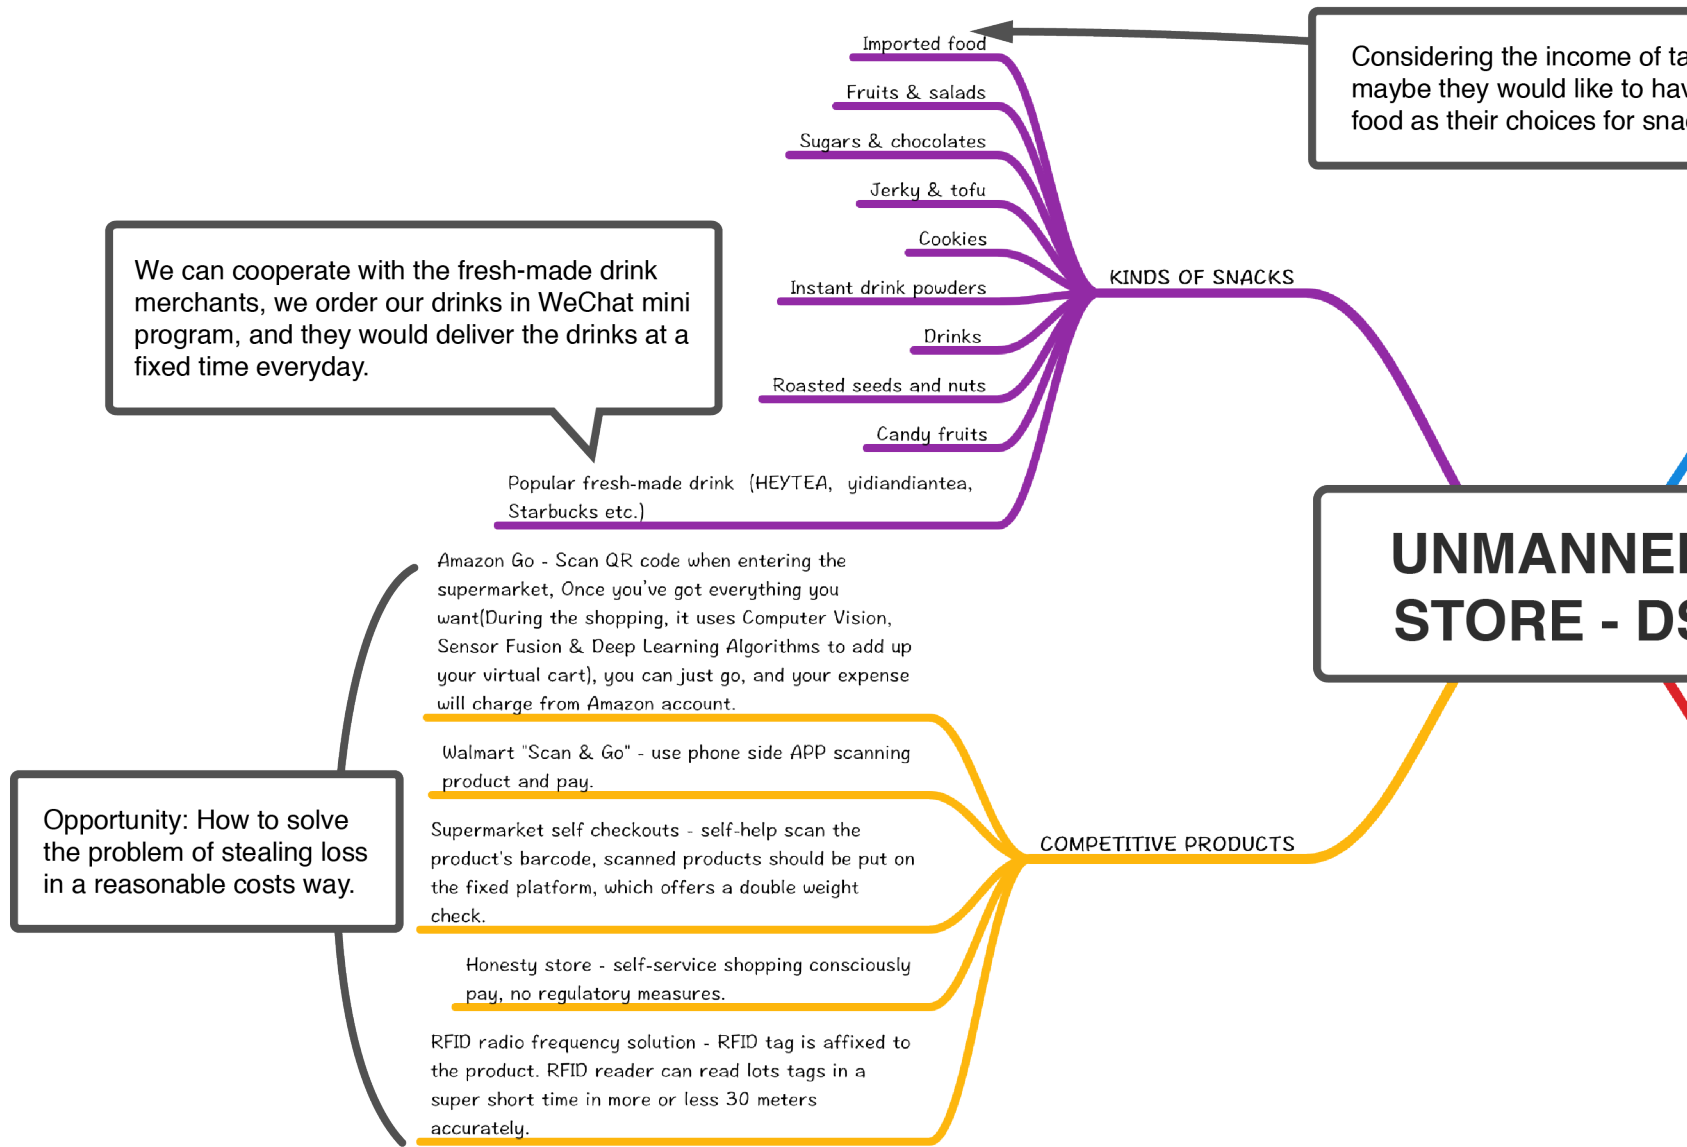 Imported food
Fruits & salads
Sugars & chocolates
Jerky & tofu
Cookies
Instant drink powders
Drinks
Roasted seeds and nuts
Candy fruits
Popular fresh-made drink (HEYTEA, yidiandiantea,
Starbucks etc.)
KINDS OF SNACKS
Considering the income of
maybe they would like to
food as their choices for
We can cooperate with the fresh-made drink
merchants, we order our drinks in WeChat mini
program, and they would deliver the drinks at a
fixed time everyday.
UNMANNE
STORE - DS
Amazon Go - Scan QR code when entering the
supermarket, Once you've got everything you
want(During the shopping, it uses Computer Vision,
Sensor Fusion & Deep Learning Algorithms to add up
your virtual cart), you can just go, and your expense
will charge from Amazon account.
Walmart "Scan & Go" - use phone side APP scanning
product and pay.
Supermarket self checkouts - self-help scan the
product's barcode, scanned products should be put on
the fixed platform, which offers a double weight
check.
Honesty store - self-service shopping consciously
pay, no regulatory measures.
RFID radio frequency solution - RFID tag is affixed to
the product. RFID reader can read lots tags in a
super short time in more or less 30 meters
accurately.
COMPETITIVE PRODUCTS
Opportunity: How to solve
the problem of stealing loss
in a reasonable costs way.